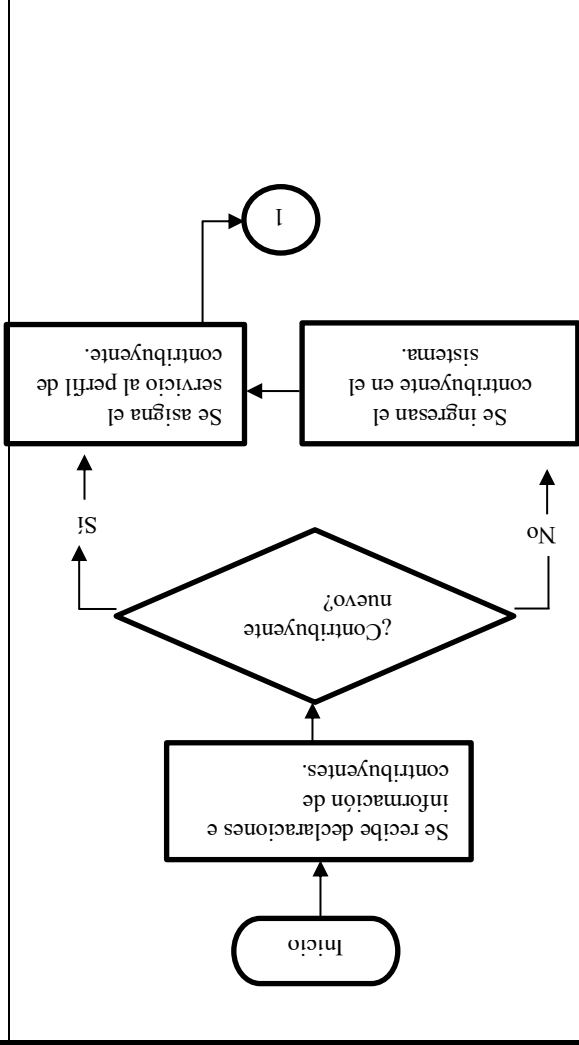 Inicio
Se recibe declaraciones e
información de
contribuyentes.
¿Contribuyente
nuevo?
No
Sí
Se ingresan el
contribuyente en el
sistema.
Se asigna el
servicio al perfil de
contribuyente.
1